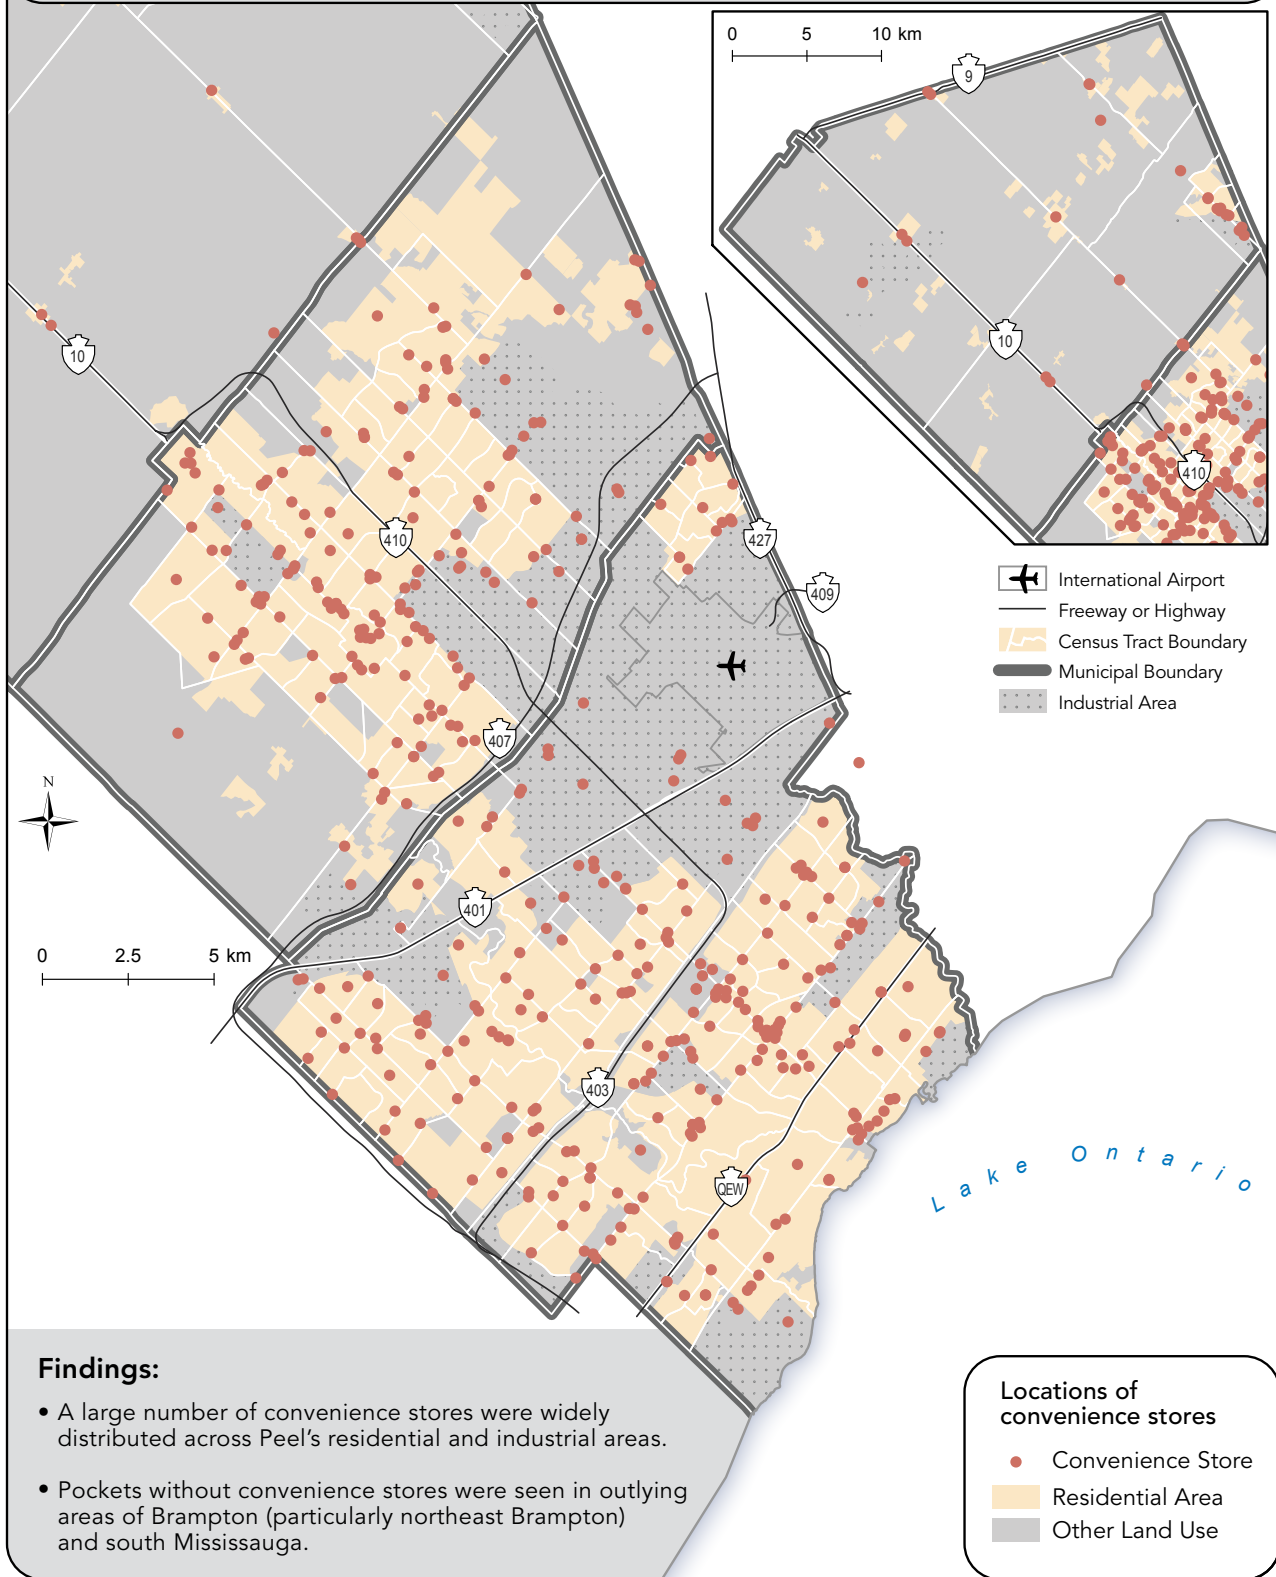 0 5 10 km
9
10
410
10
410
427
409
407
401
403
QEW
International Airport
Freeway or Highway
Census Tract Boundary
Municipal Boundary
Industrial Area
N
0 2.5 5 km
Lake Ontario
Findings:
• A large number of convenience stores were widely
distributed across Peel's residential and industrial areas.
• Pockets without convenience stores were seen in outlying
areas of Brampton (particularly northeast Brampton)
and south Mississauga.
Locations of
convenience stores
Convenience Store
Residential Area
Other Land Use